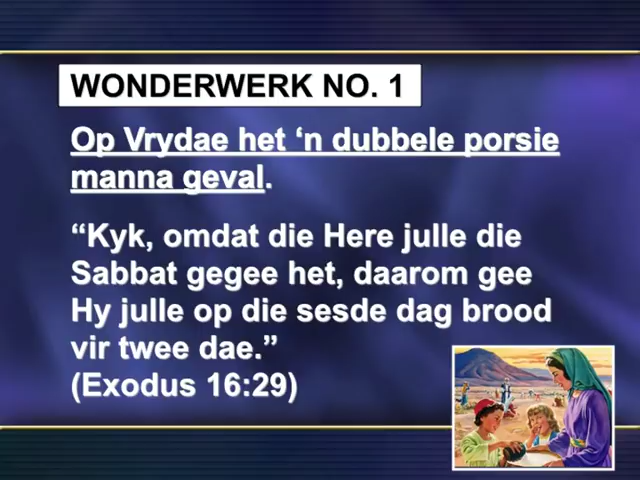 WONDERWERK NO. 1
Op Vrydae het ‘n dubbele porsie
manna geval.
“Kyk, omdat die Here julle die
Sabbat gegee het, daarom gee
Hy julle op die sesde dag brood
vir twee dae.”
(Exodus 16:29)